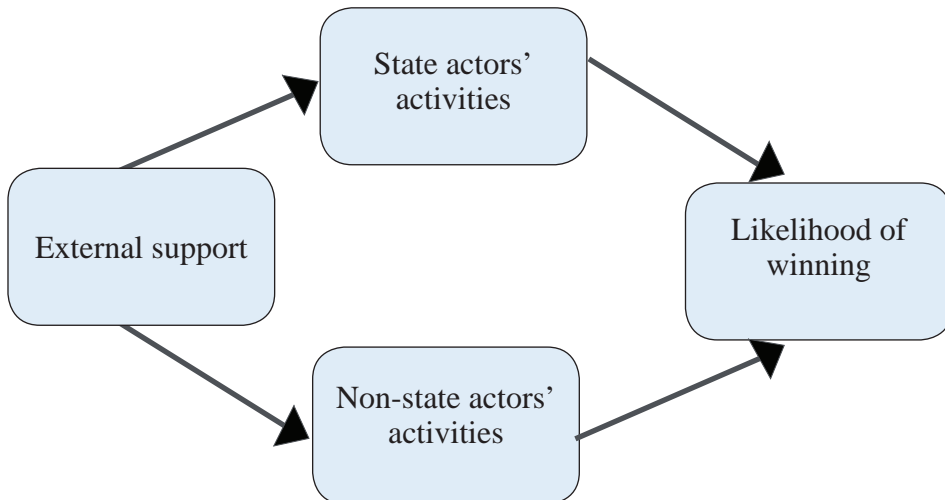 State actors’
activities
External support
Likelihood of
winning
Non-state actors’
activities